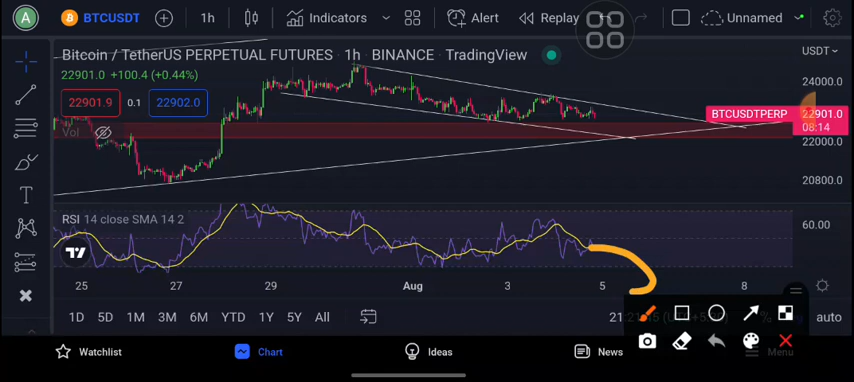 A BTCUSDT 1h Indicators Alert Replay Unnamed
Bitcoin / TetherUS PERPETUAL FUTURES · 1h · BINANCE · TradingView
USDT
22901.0 +100.4 (+0.44%)
24000.0
22901.9 0.1 22902.0
BTCUSDTPERP 22901.0
08:14
Vol
22000.0
20800.0
RSI 14 close SMA 14 2
60.00
25 27 29 Aug 3 5 8
1D 5D 1M 3M 6M YTD 1Y 5Y All
% auto
Watchlist Chart Ideas News Menu